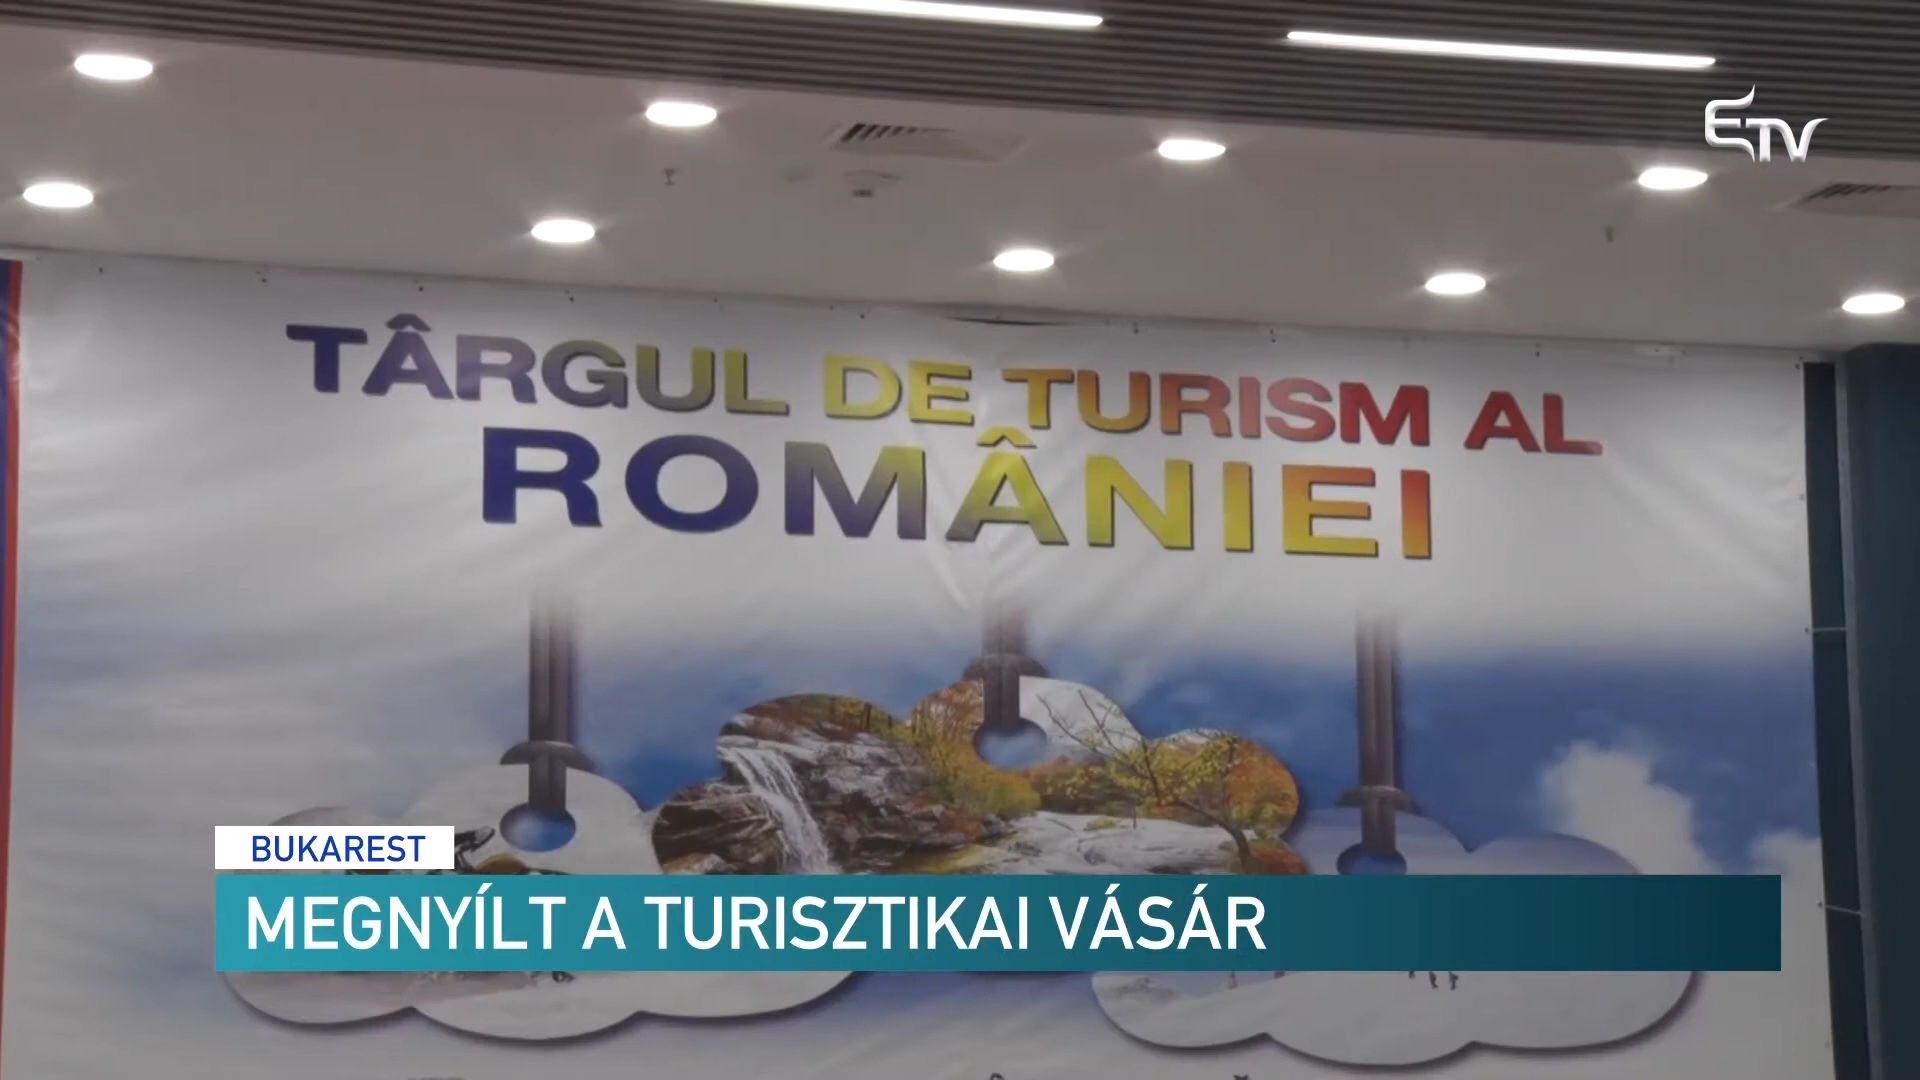 ETV
TÂRGUL DE TURISM AL
ROMÂNIEI
BUKAREST
MEGNYÍLT A TURISZTIKAI VÁSÁR